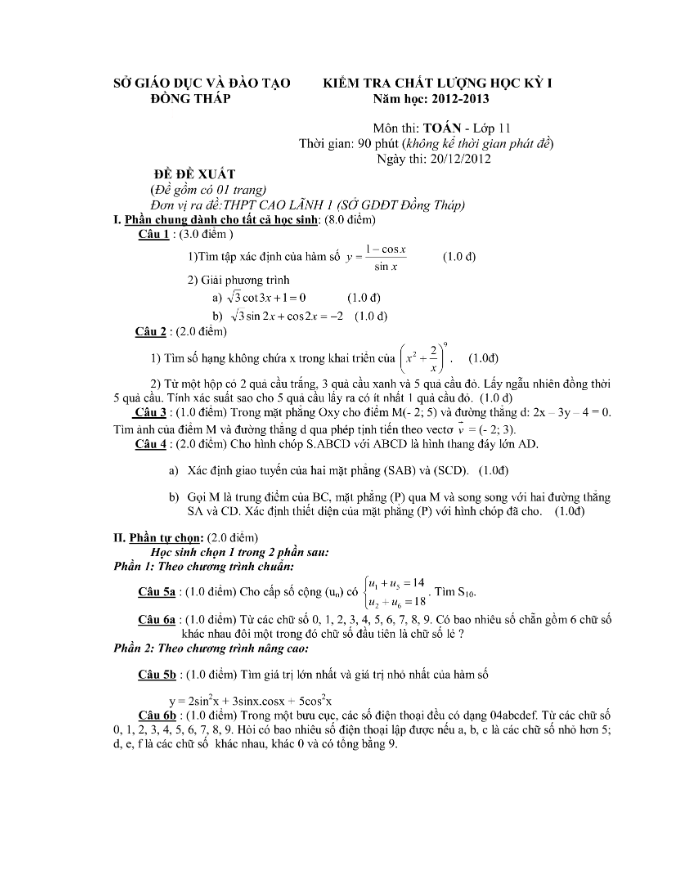 SỞ GIÁO DỤC VÀ ĐÀO TẠO KIỂM TRA CHẤT LƯỢNG HỌC KỲ I
ĐỒNG THÁP Năm học: 2012-2013
Môn thi: TOÁN - Lớp 11
Thời gian: 90 phút (không kể thời gian phát đề)
Ngày thi: 20/12/2012
ĐỀ ĐỀ XUẤT
(Đề gồm có 01 trang)
Đơn vị ra đề:THPT CAO LÃNH 1 (SỞ GDĐT Đồng Tháp)
I. Phần chung dành cho tất cả học sinh: (8.0 điểm)
Câu 1 : (3.0 điểm )
1)Tìm tập xác định của hàm số y = (1 − cos x)/(sin x) (1.0 đ)
2) Giải phương trình
a) √3 cot 3x + 1 = 0 (1.0 đ)
b) √3 sin 2x + cos 2x = −2 (1.0 đ)
Câu 2 : (2.0 điểm)
1) Tìm số hạng không chứa x trong khai triển của (x² + 2/x)⁹. (1.0đ)
2) Từ một hộp có 2 quả cầu trắng, 3 quả cầu xanh và 5 quả cầu đỏ. Lấy ngẫu nhiên đồng thời
5 quả cầu. Tính xác suất sao cho 5 quả cầu lấy ra có ít nhất 1 quả cầu đỏ. (1.0 đ)
Câu 3 : (1.0 điểm) Trong mặt phẳng Oxy cho điểm M(- 2; 5) và đường thẳng d: 2x – 3y – 4 = 0.
Tìm ảnh của điểm M và đường thẳng d qua phép tịnh tiến theo vectơ v⃗ = (- 2; 3).
Câu 4 : (2.0 điểm) Cho hình chóp S.ABCD với ABCD là hình thang đáy lớn AD.
a) Xác định giao tuyến của hai mặt phẳng (SAB) và (SCD). (1.0đ)
b) Gọi M là trung điểm của BC, mặt phẳng (P) qua M và song song với hai đường thẳng
SA và CD. Xác định thiết diện của mặt phẳng (P) với hình chóp đã cho. (1.0đ)
II. Phần tự chọn: (2.0 điểm)
Học sinh chọn 1 trong 2 phần sau:
Phần 1: Theo chương trình chuẩn:
Câu 5a : (1.0 điểm) Cho cấp số cộng (uₙ) có {u₁ + u₅ = 14; u₂ + u₆ = 18. Tìm S₁₀.
Câu 6a : (1.0 điểm) Từ các chữ số 0, 1, 2, 3, 4, 5, 6, 7, 8, 9. Có bao nhiêu số chẵn gồm 6 chữ số
khác nhau đôi một trong đó chữ số đầu tiên là chữ số lẻ ?
Phần 2: Theo chương trình nâng cao:
Câu 5b : (1.0 điểm) Tìm giá trị lớn nhất và giá trị nhỏ nhất của hàm số
y = 2sin²x + 3sinx.cosx + 5cos²x
Câu 6b : (1.0 điểm) Trong một bưu cục, các số điện thoại đều có dạng 04abcdef. Từ các chữ số
0, 1, 2, 3, 4, 5, 6, 7, 8, 9. Hỏi có bao nhiêu số điện thoại lập được nếu a, b, c là các chữ số nhỏ hơn 5;
d, e, f là các chữ số khác nhau, khác 0 và có tổng bằng 9.